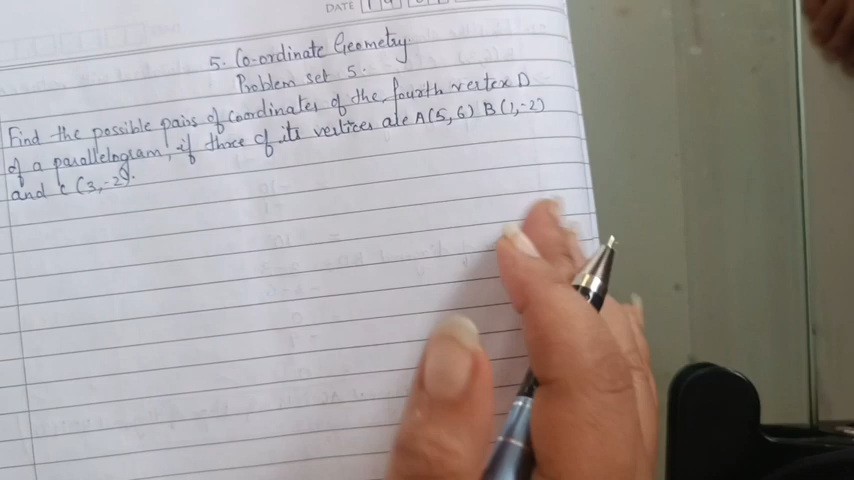 DATE
5. Co-ordinate Geometry
Problem set 5.
Find the possible pairs of coordinates of the fourth vertex D
of a parallelogram, if three of its vertices are A(5,6) B(1,-2)
and C(3,-2).